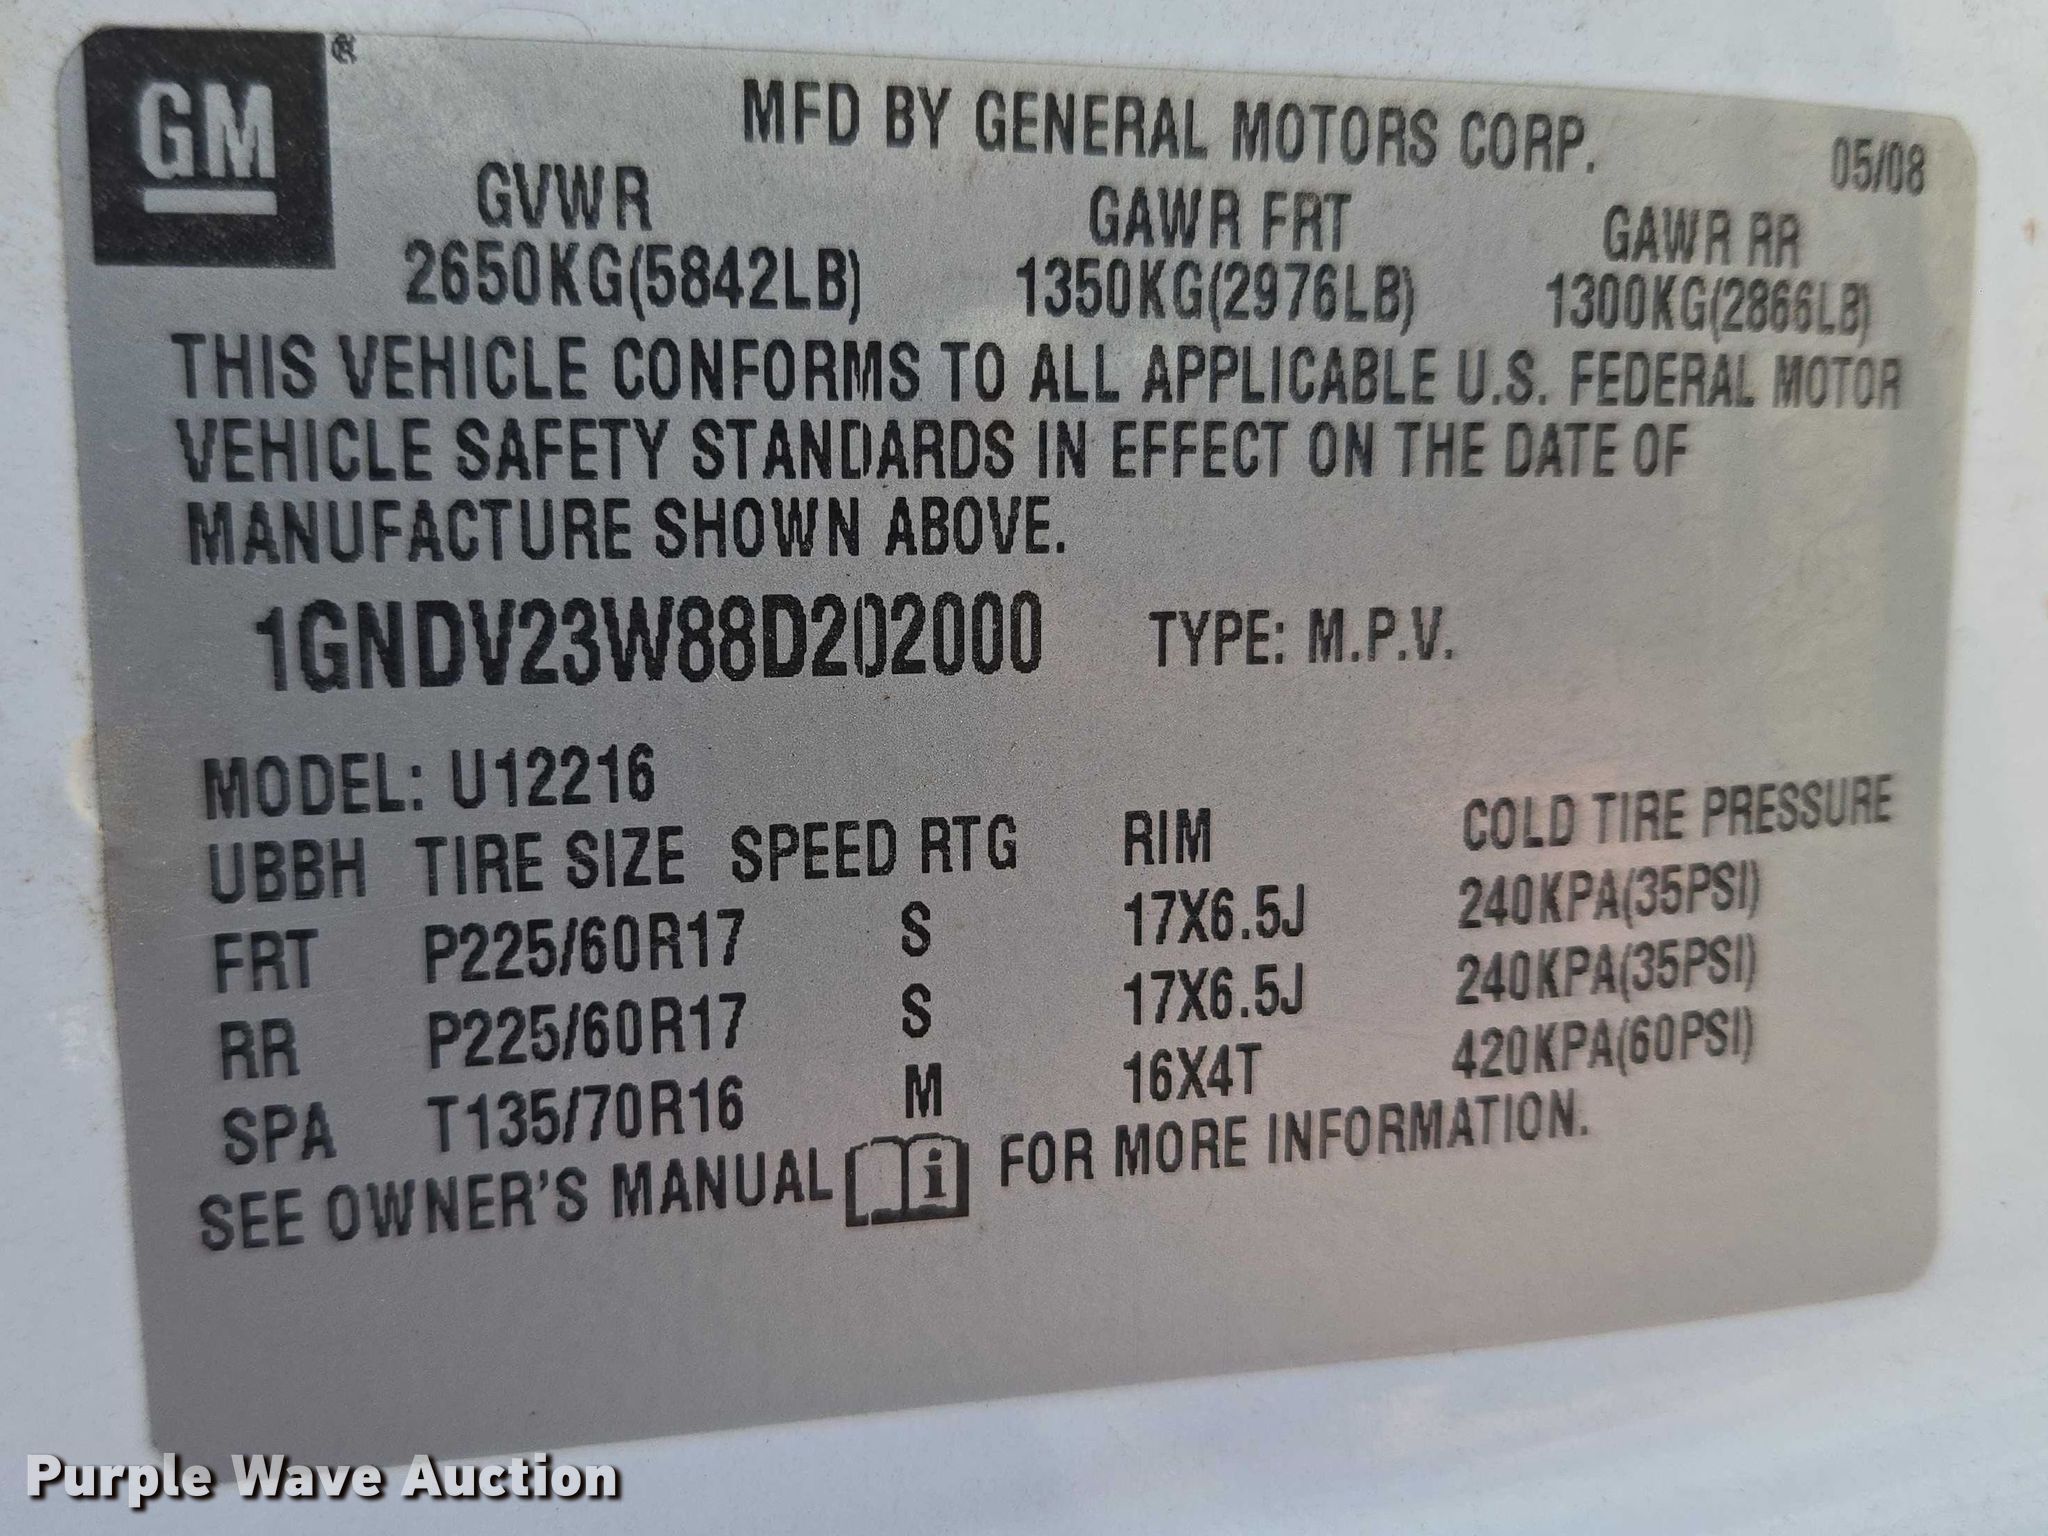 GM ®
MFD BY GENERAL MOTORS CORP. 05/08
GVWR GAWR FRT GAWR RR
2650KG(5842LB) 1350KG(2976LB) 1300KG(2866LB)
THIS VEHICLE CONFORMS TO ALL APPLICABLE U.S. FEDERAL MOTOR
VEHICLE SAFETY STANDARDS IN EFFECT ON THE DATE OF
MANUFACTURE SHOWN ABOVE.
1GNDV23W88D202000 TYPE: M.P.V.
MODEL: U12216
UBBH TIRE SIZE SPEED RTG RIM COLD TIRE PRESSURE
FRT P225/60R17 S 17X6.5J 240KPA(35PSI)
RR P225/60R17 S 17X6.5J 240KPA(35PSI)
SPA T135/70R16 M 16X4T 420KPA(60PSI)
SEE OWNER'S MANUAL i FOR MORE INFORMATION.
Purple Wave Auction